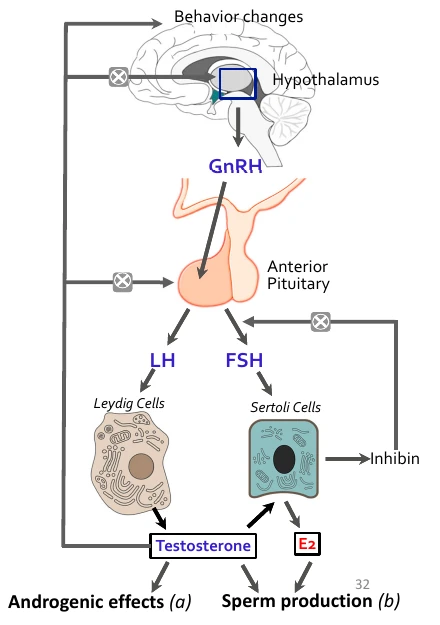 Behavior changes
Hypothalamus
GnRH
Anterior
Pituitary
LH
FSH
Leydig Cells
Sertoli Cells
Inhibin
Testosterone
E2
32
Androgenic effects (a)
Sperm production (b)